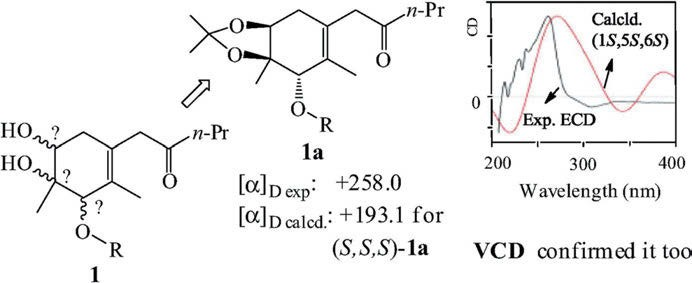 n-Pr
O
O
O
O
R
1a
HO
?
HO
?
?
n-Pr
O
O
R
1
[α]D exp: +258.0
[α]D calcd.: +193.1 for
(S,S,S)-1a
CD
0
Calcld.
(1S,5S,6S)
Exp. ECD
200 300 400
Wavelength (nm)
VCD confirmed it too